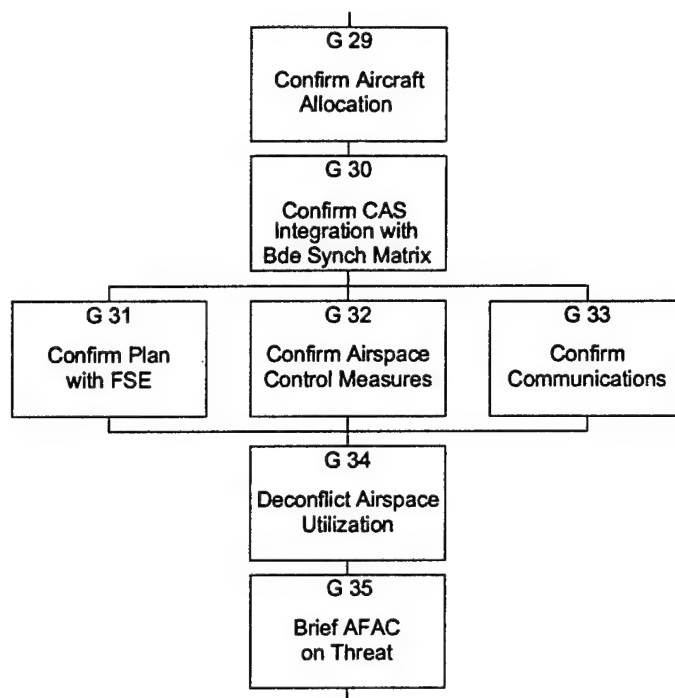 G 29
Confirm Aircraft
Allocation
G 30
Confirm CAS
Integration with
Bde Synch Matrix
G 31
Confirm Plan
with FSE
G 32
Confirm Airspace
Control Measures
G 33
Confirm
Communications
G 34
Deconflict Airspace
Utilization
G 35
Brief AFAC
on Threat